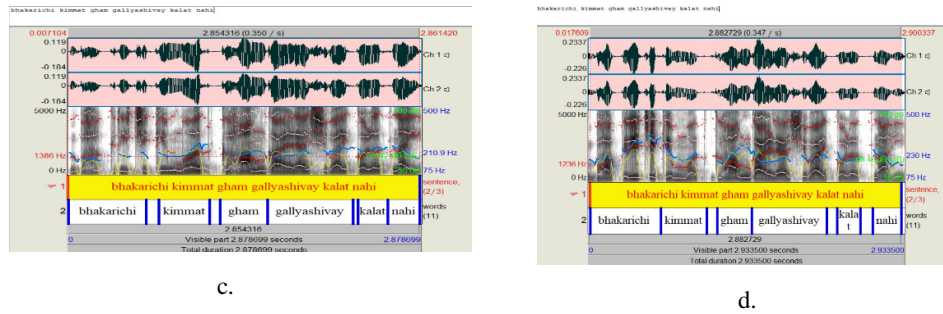 bhakarichi kimmat gham gallyashivay kalat nahi
0.007104 2.854316 (0.350 / s) 2.861420
0.119
0
-0.184
Ch 1
0.119
0
-0.184
Ch 2
5000 Hz 500 Hz
1386 Hz 210.9 Hz
0 Hz 75 Hz
1 bhakarichi kimmat gham gallyashivay kalat nahi sentence, (2/3)
2 bhakarichi kimmat gham gallyashivay kalat nahi words (11)
2.854316
0 Visible part 2.878699 seconds 2.878699
Total duration 2.878699 seconds
c.
bhakarichi kimmat gham gallyashivay kalat nahi
0.017609 2.882729 (0.347 / s) 2.900337
0.2337
0
-0.226
Ch 1
0.2337
0
-0.226
Ch 2
5000 Hz 500 Hz
1236 Hz 230 Hz
0 Hz 75 Hz
1 bhakarichi kimmat gham gallyashivay kalat nahi sentence, (2/3)
2 bhakarichi kimmat gham gallyashivay kala t nahi words (11)
2.882729
0 Visible part 2.933500 seconds 2.933500
Total duration 2.933500 seconds
d.